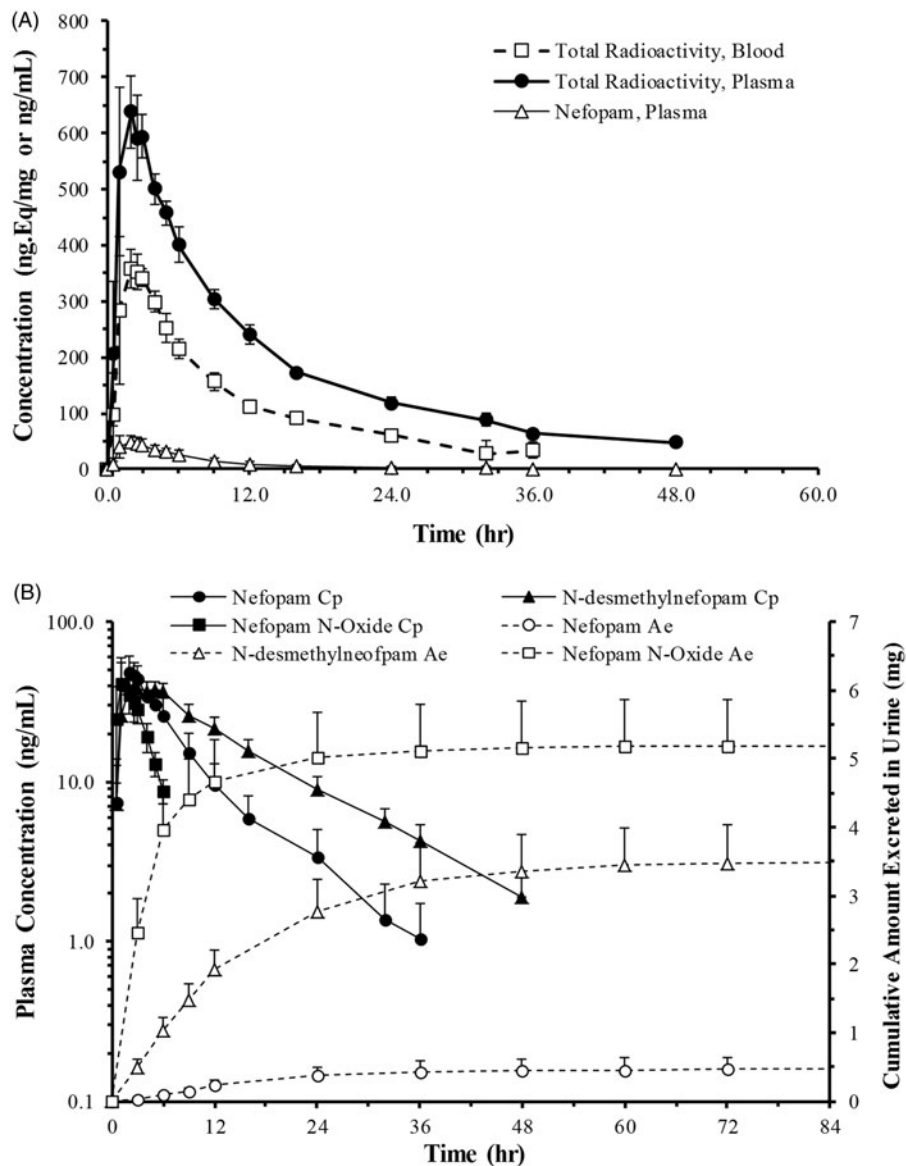 (A)
800
700
600
500
400
300
200
100
0
Concentration (ng.Eq/mg or ng/mL)
Total Radioactivity, Blood
Total Radioactivity, Plasma
Nefopam, Plasma
0.0 12.0 24.0 36.0 48.0 60.0
Time (hr)
(B)
Nefopam Cp N-desmethylnefopam Cp
Nefopam N-Oxide Cp Nefopam Ae
N-desmethylneofpam Ae Nefopam N-Oxide Ae
100.0
10.0
1.0
0.1
Plasma Concentration (ng/mL)
7
6
5
4
3
2
1
0
Cumulative Amount Excreted in Urine (mg)
0 12 24 36 48 60 72 84
Time (hr)